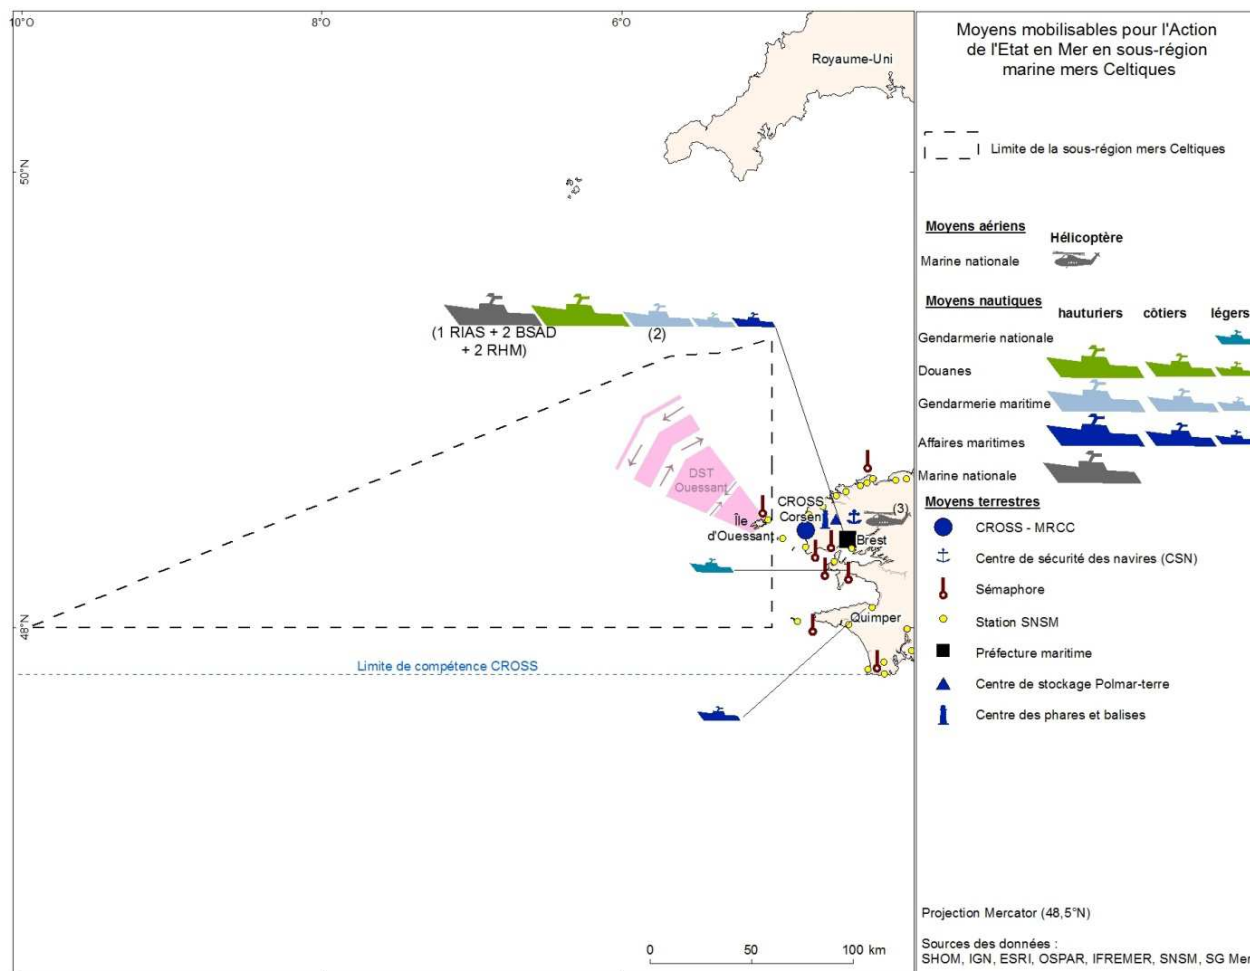 10°O
8°O
6°O
50°N
48°N
Royaume-Uni
(1 RIAS + 2 BSAD
+ 2 RHM)
(2)
DST
Ouessant
CROSS
Corsen
(3)
Île
d'Ouessant
Brest
Quimper
Limite de compétence CROSS
0 50 100 km
Moyens mobilisables pour l'Action
de l'Etat en Mer en sous-région
marine mers Celtiques
Limite de la sous-région mers Celtiques
Moyens aériens
Hélicoptère
Marine nationale
Moyens nautiques
hauturiers côtiers légers
Gendarmerie nationale
Douanes
Gendarmerie maritime
Affaires maritimes
Marine nationale
Moyens terrestres
CROSS - MRCC
Centre de sécurité des navires (CSN)
Sémaphore
Station SNSM
Préfecture maritime
Centre de stockage Polmar-terre
Centre des phares et balises
Projection Mercator (48,5°N)
Sources des données :
SHOM, IGN, ESRI, OSPAR, IFREMER, SNSM, SG Mer